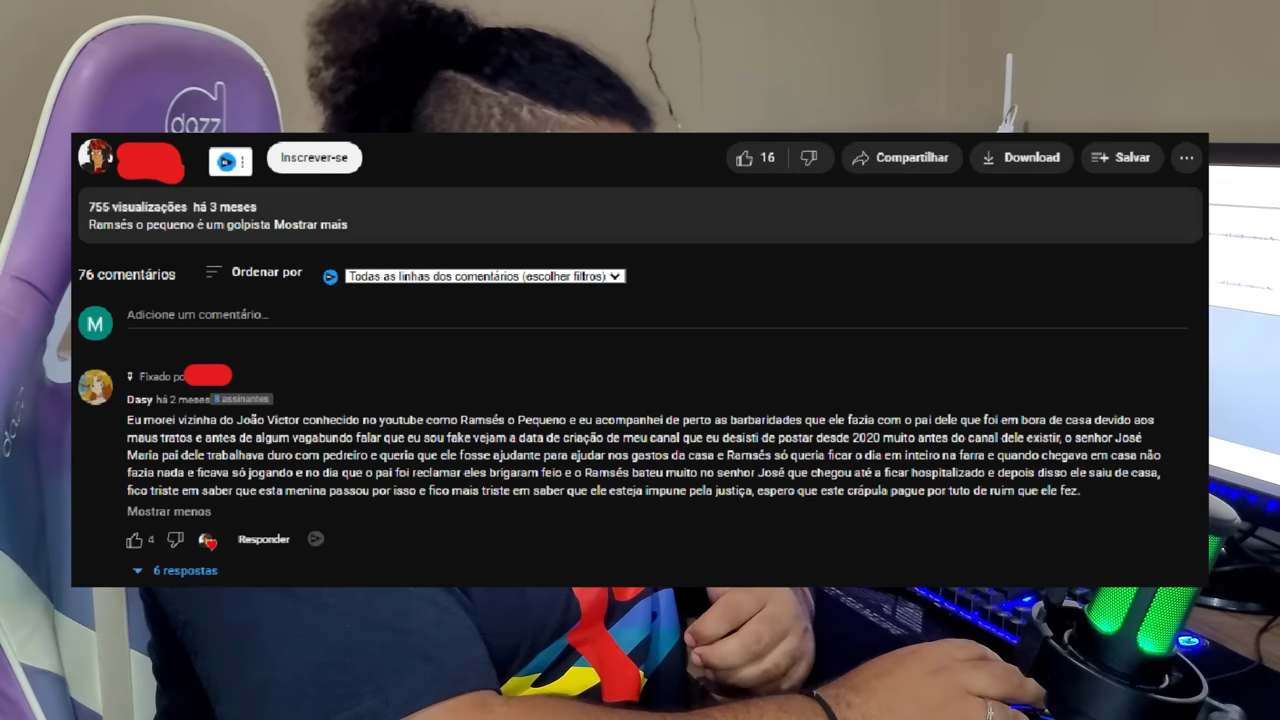 dazz
Inscrever-se
16
Compartilhar
Download
Salvar
755 visualizações há 3 meses
Ramsés o pequeno é um golpista Mostrar mais
76 comentários
Ordenar por
Todas as linhas dos comentários (escolher filtros)
M
Adicione um comentário...
Fixado po
Dasy há 2 meses 8 assinantes
Eu morei vizinha do João Victor conhecido no youtube como Ramsés o Pequeno e eu acompanhei de perto as barbaridades que ele fazia com o pai dele que foi em bora de casa devido aos
maus tratos e antes de algum vagabundo falar que eu sou fake vejam a data de criação de meu canal que eu desisti de postar desde 2020 muito antes do canal dele existir, o senhor José
Maria pai dele trabalhava duro com pedreiro e queria que ele fosse ajudante para ajudar nos gastos da casa e Ramsés só queria ficar o dia em inteiro na farra e quando chegava em casa não
fazia nada e ficava só jogando e no dia que o pai foi reclamar eles brigaram feio e o Ramsés bateu muito no senhor José que chegou até a ficar hospitalizado e depois disso ele saiu de casa,
fico triste em saber que esta menina passou por isso e fico mais triste em saber que ele esteja impune pela justiça, espero que este crápula pague por tuto de ruim que ele fez.
Mostrar menos
4
Responder
6 respostas
dazz